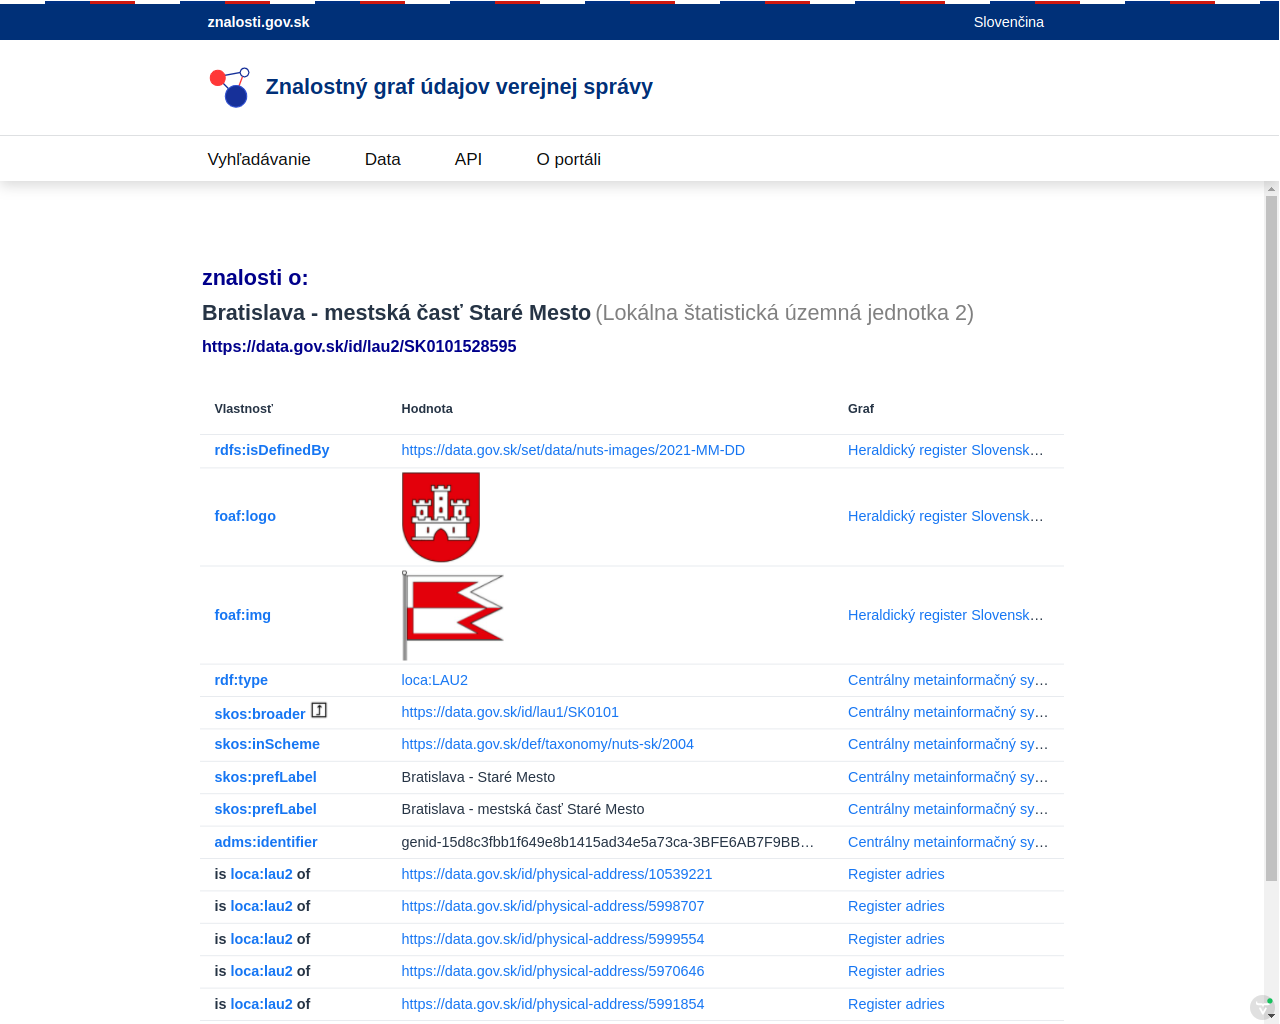 znalosti.gov.sk Slovenčina
Znalostný graf údajov verejnej správy
Vyhľadávanie Data API O portáli
znalosti o:
Bratislava - mestská časť Staré Mesto (Lokálna štatistická územná jednotka 2)
https://data.gov.sk/id/lau2/SK0101528595
Vlastnosť Hodnota Graf
rdfs:isDefinedBy https://data.gov.sk/set/data/nuts-images/2021-MM-DD Heraldický register Slovensk…
foaf:logo Heraldický register Slovensk…
foaf:img Heraldický register Slovensk…
rdf:type loca:LAU2 Centrálny metainformačný sy…
skos:broader https://data.gov.sk/id/lau1/SK0101 Centrálny metainformačný sy…
skos:inScheme https://data.gov.sk/def/taxonomy/nuts-sk/2004 Centrálny metainformačný sy…
skos:prefLabel Bratislava - Staré Mesto Centrálny metainformačný sy…
skos:prefLabel Bratislava - mestská časť Staré Mesto Centrálny metainformačný sy…
adms:identifier genid-15d8c3fbb1f649e8b1415ad34e5a73ca-3BFE6AB7F9BB… Centrálny metainformačný sy…
is loca:lau2 of https://data.gov.sk/id/physical-address/10539221 Register adries
is loca:lau2 of https://data.gov.sk/id/physical-address/5998707 Register adries
is loca:lau2 of https://data.gov.sk/id/physical-address/5999554 Register adries
is loca:lau2 of https://data.gov.sk/id/physical-address/5970646 Register adries
is loca:lau2 of https://data.gov.sk/id/physical-address/5991854 Register adries